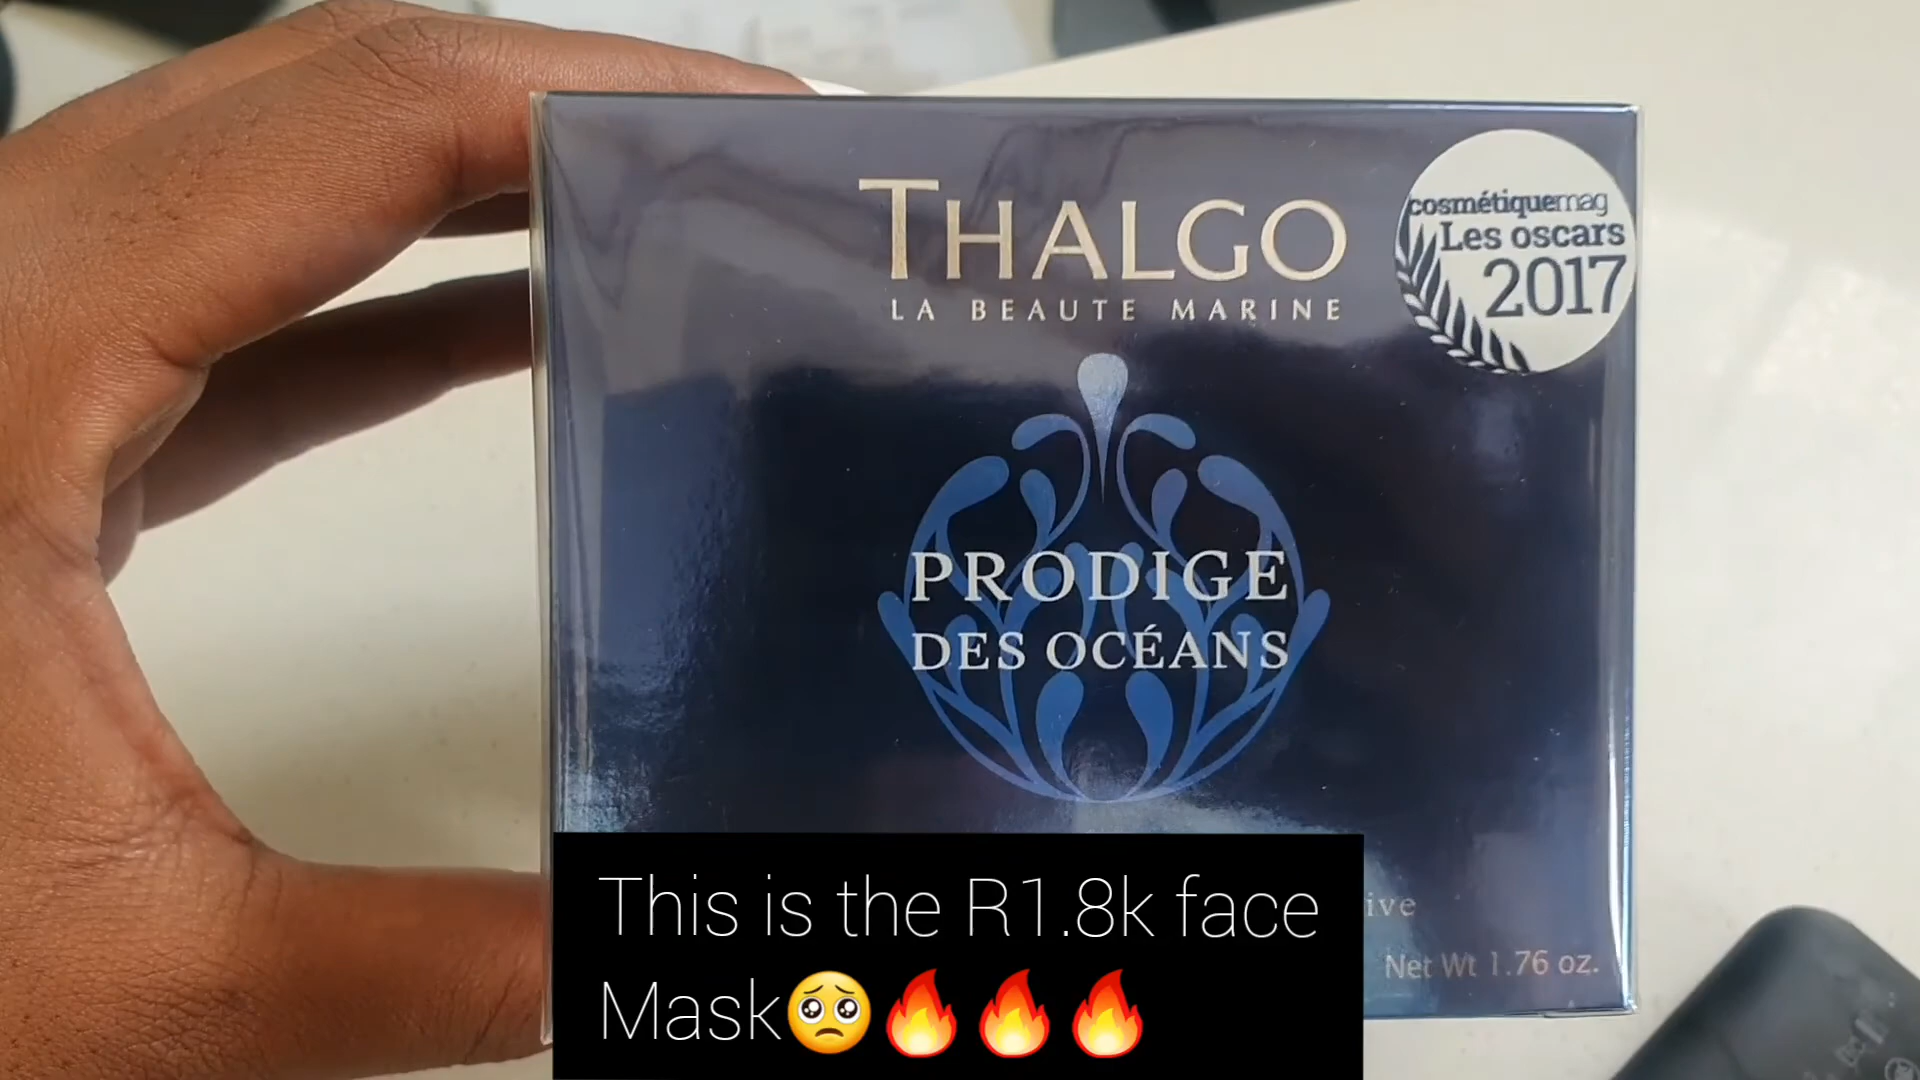 THALGO
LA BEAUTE MARINE
cosmétiquemag
Les oscars
2017
PRODIGE
DES OCÉANS
Net Wt 1.76 oz.
This is the R1.8k face
Mask🥺🔥🔥🔥